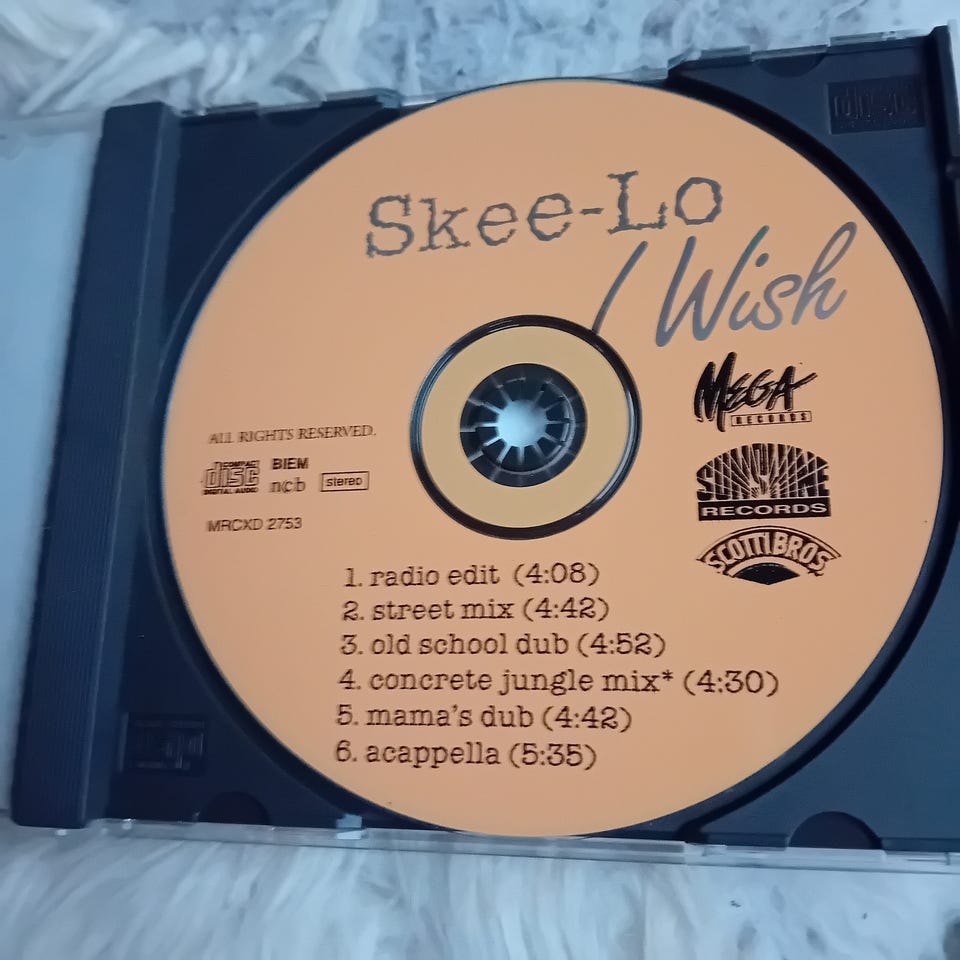 Skee-Lo
I Wish
MEGA
RECORDS
SUNSHINE
RECORDS
SCOTTI BROS.
ALL RIGHTS RESERVED.
COMPACT
disc
DIGITAL AUDIO
BIEM
ncb
stereo
MRCXD 2753
1. radio edit (4:08)
2. street mix (4:42)
3. old school dub (4:52)
4. concrete jungle mix* (4:30)
5. mama's dub (4:42)
6. acappella (5:35)
disc